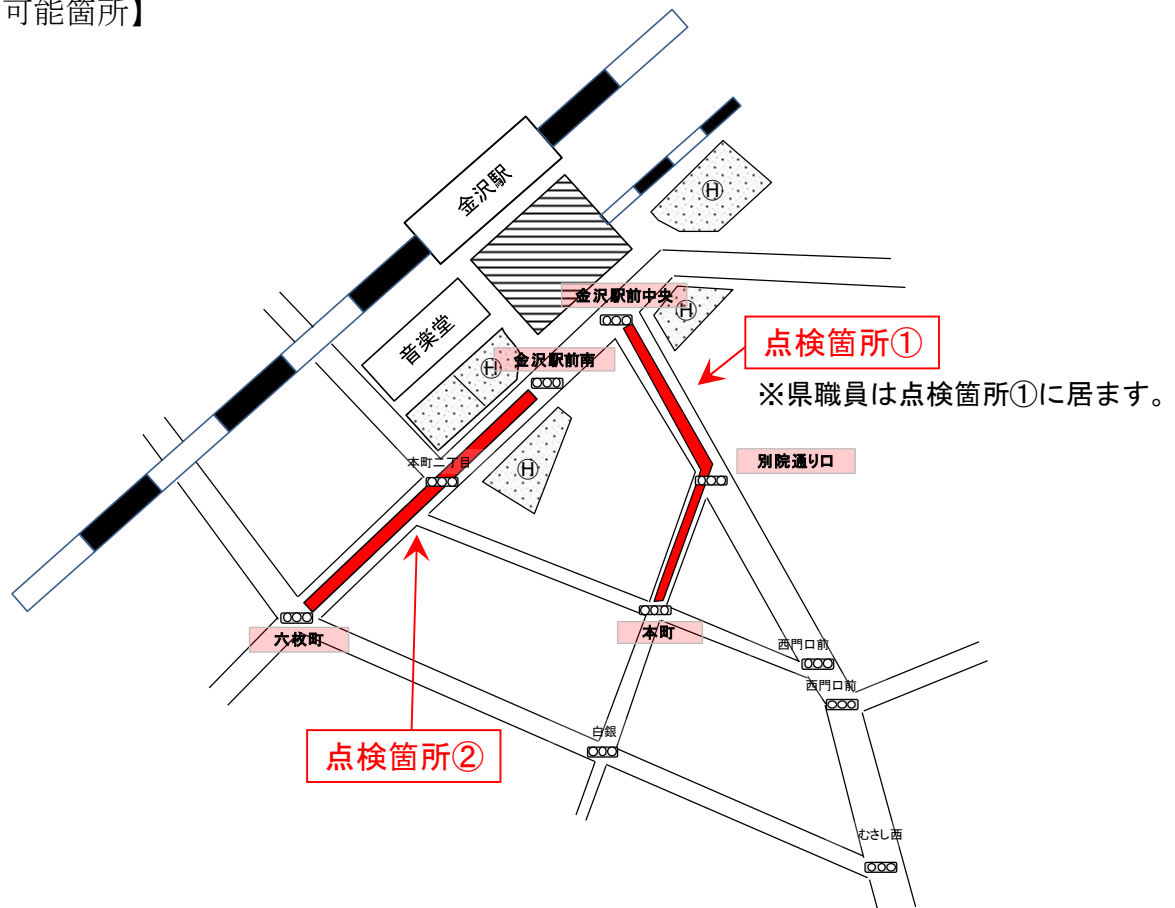 可能箇所】
金沢駅
Ⓗ
金沢駅前中央
Ⓗ
音楽堂
Ⓗ
金沢駅前南
点検箇所①
※県職員は点検箇所①に居ます。
本町二丁目
Ⓗ
別院通り口
六枚町
本町
西門口前
西門口前
白銀
点検箇所②
むさし西